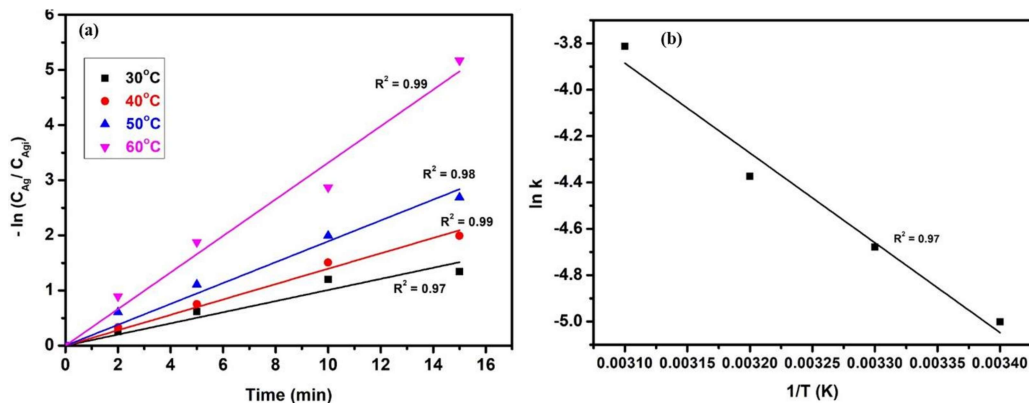 (a)
6
5
4
3
2
1
0
0
2
4
6
8
10
12
14
16
- ln (C_Ag / C_Agi)
Time (min)
30°C
40°C
50°C
60°C
R² = 0.99
R² = 0.98
R² = 0.99
R² = 0.97
(b)
-3.8
-4.0
-4.2
-4.4
-4.6
-4.8
-5.0
ln k
R² = 0.97
0.00310 0.00315 0.00320 0.00325 0.00330 0.00335 0.00340
1/T (K)